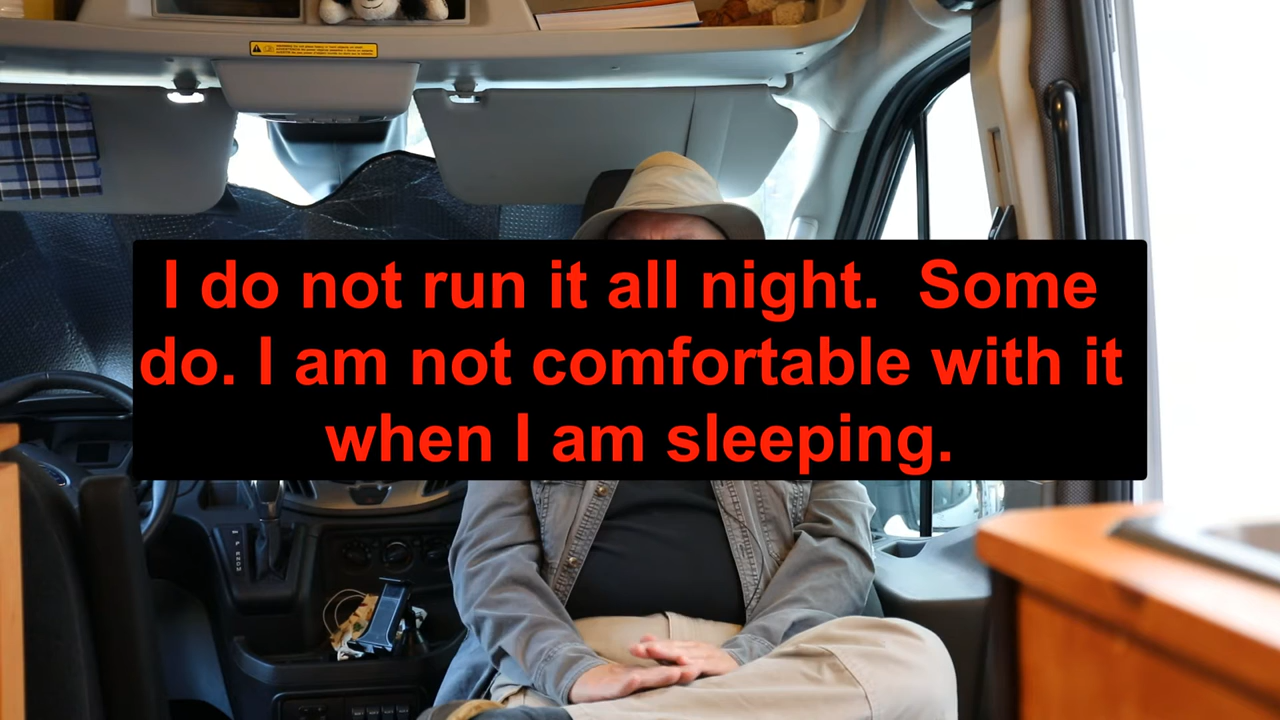 I do not run it all night.  Some
do. I am not comfortable with it
when I am sleeping.